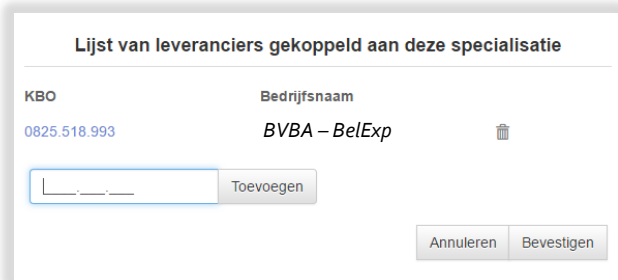 Lijst van leveranciers gekoppeld aan deze specialisatie
KBO Bedrijfsnaam
0825.518.993 BVBA – BelExp
____.___.___ Toevoegen
Annuleren Bevestigen